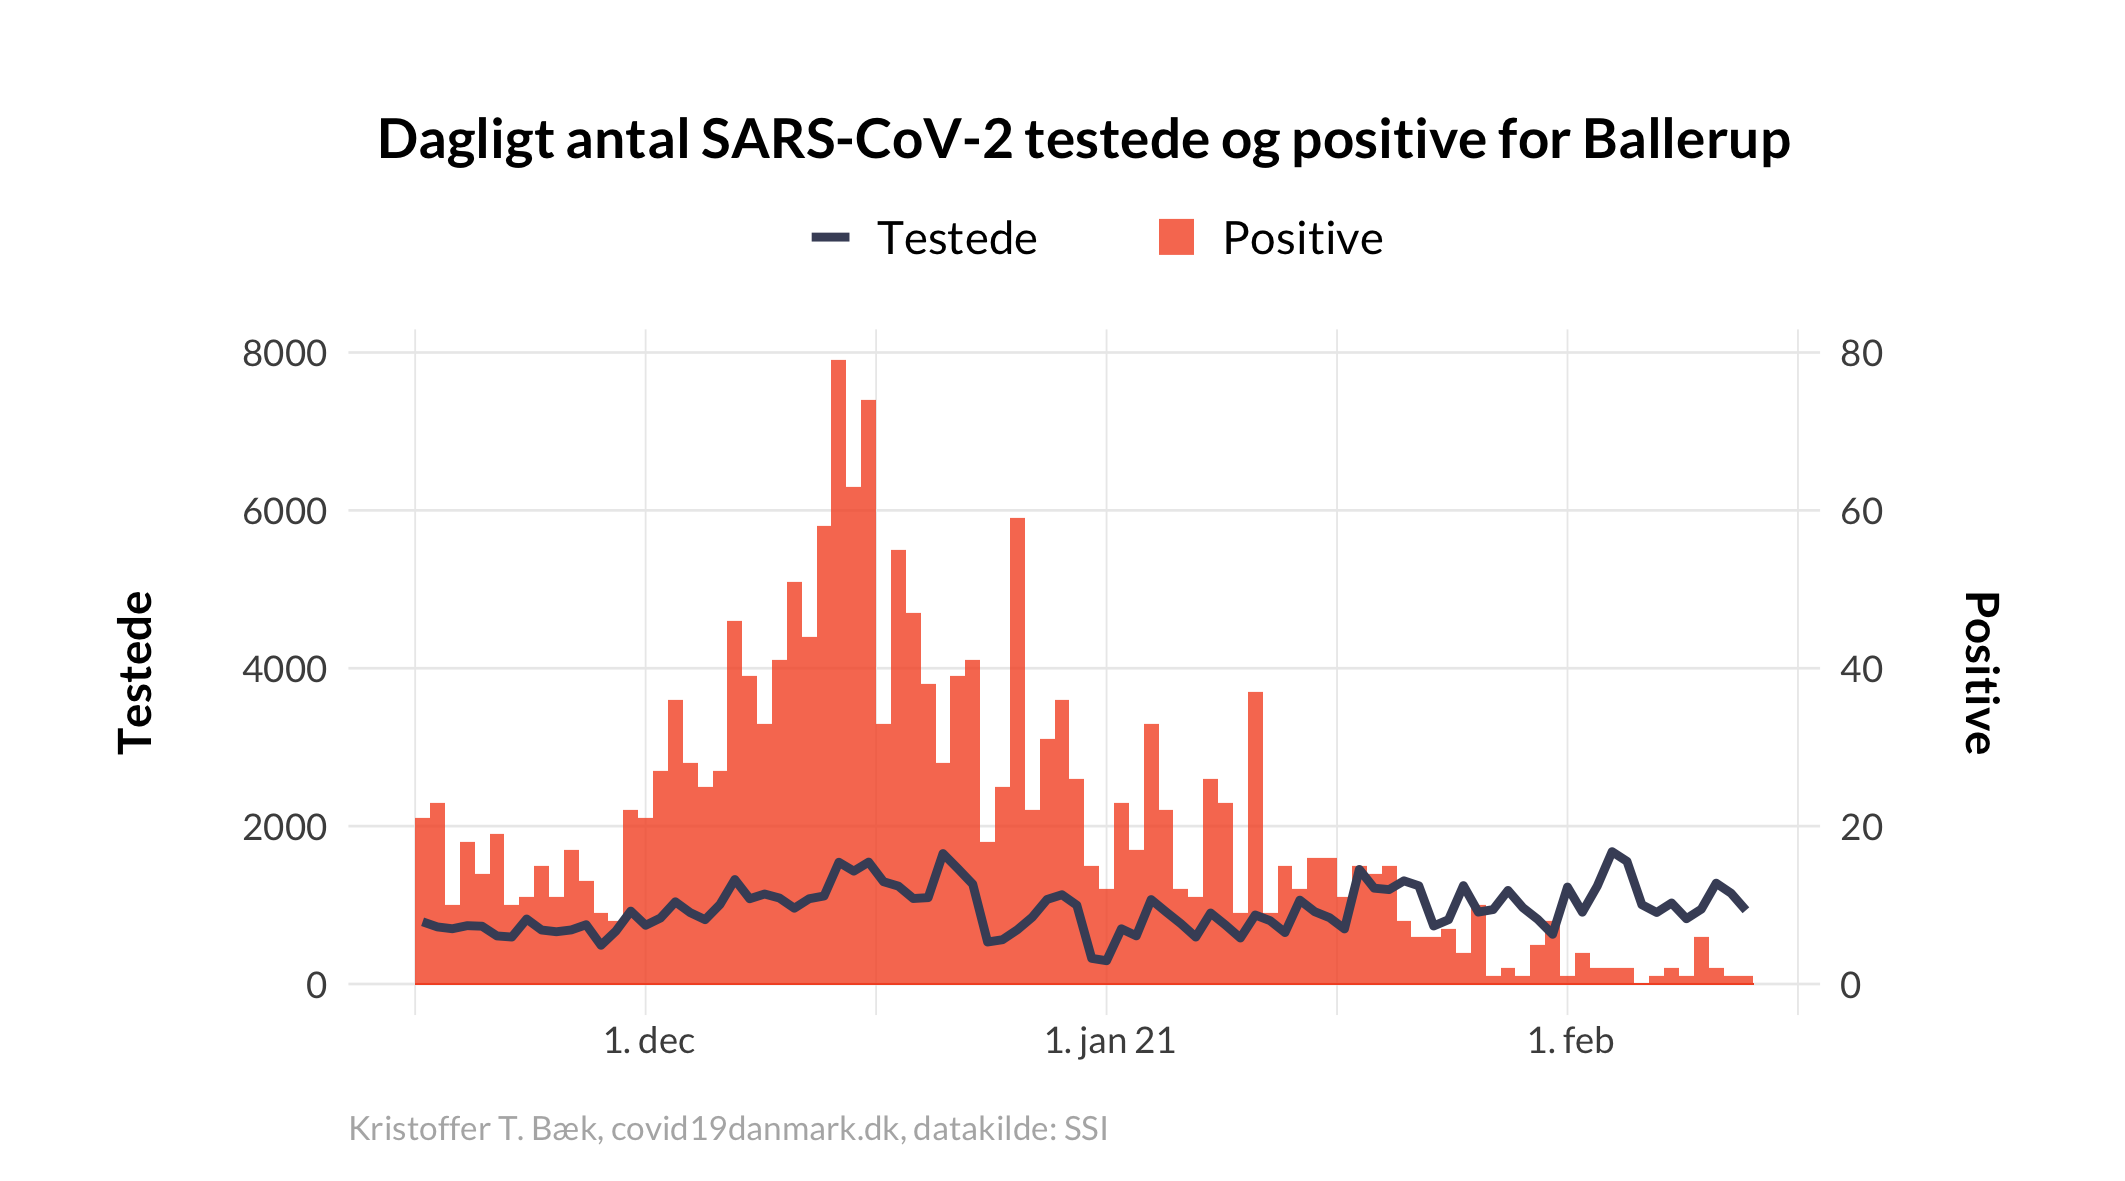 Dagligt antal SARS-CoV-2 testede og positive for Ballerup
Testede Positive
8000 80
6000 60
4000 40
2000 20
0 0
Testede
Positive
1. dec 1. jan 21 1. feb
Kristoffer T. Bæk, covid19danmark.dk, datakilde: SSI